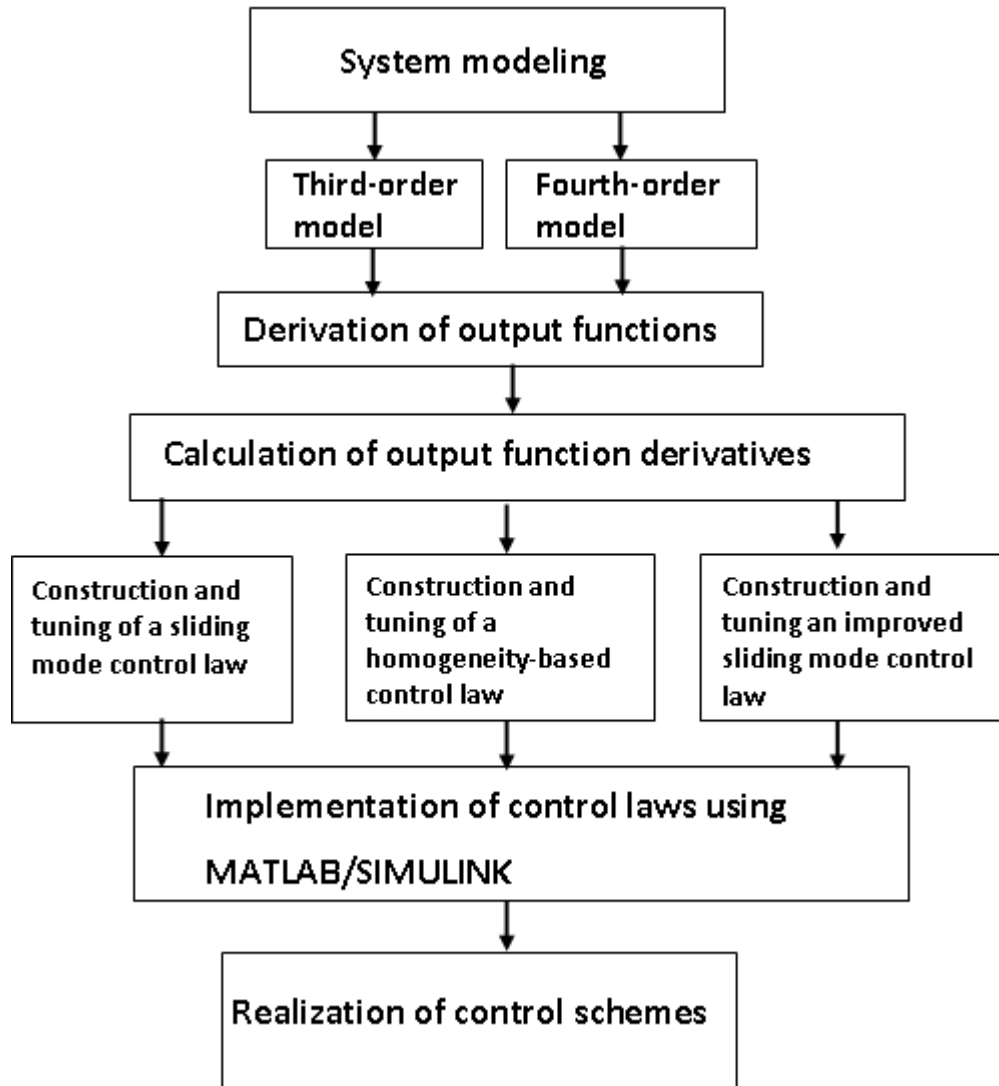 System modeling
Third-order
model
Fourth-order
model
Derivation of output functions
Calculation of output function derivatives
Construction and
tuning of a sliding
mode control law
Construction and
tuning of a
homogeneity-based
control law
Construction and
tuning an improved
sliding mode control
law
Implementation of control laws using
MATLAB/SIMULINK
Realization of control schemes